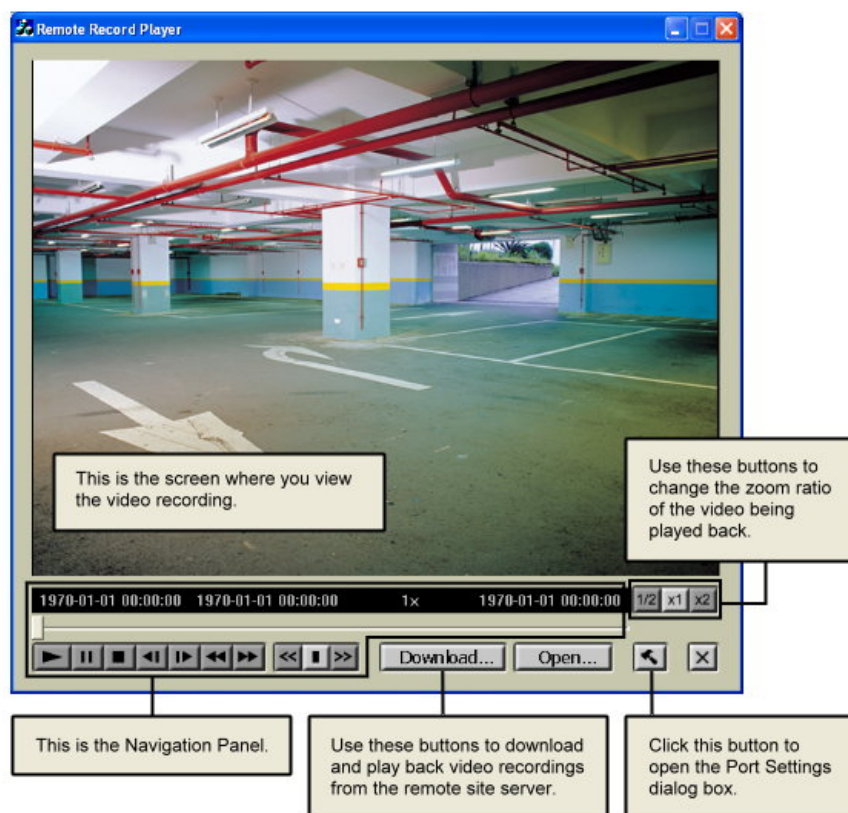 Remote Record Player
This is the screen where you view
the video recording.
Use these buttons to
change the zoom ratio
of the video being
played back.
1970-01-01 00:00:00 1970-01-01 00:00:00 1x 1970-01-01 00:00:00
1/2 x1 x2
<< >>
Download... Open...
This is the Navigation Panel.
Use these buttons to download
and play back video recordings
from the remote site server.
Click this button to
open the Port Settings
dialog box.